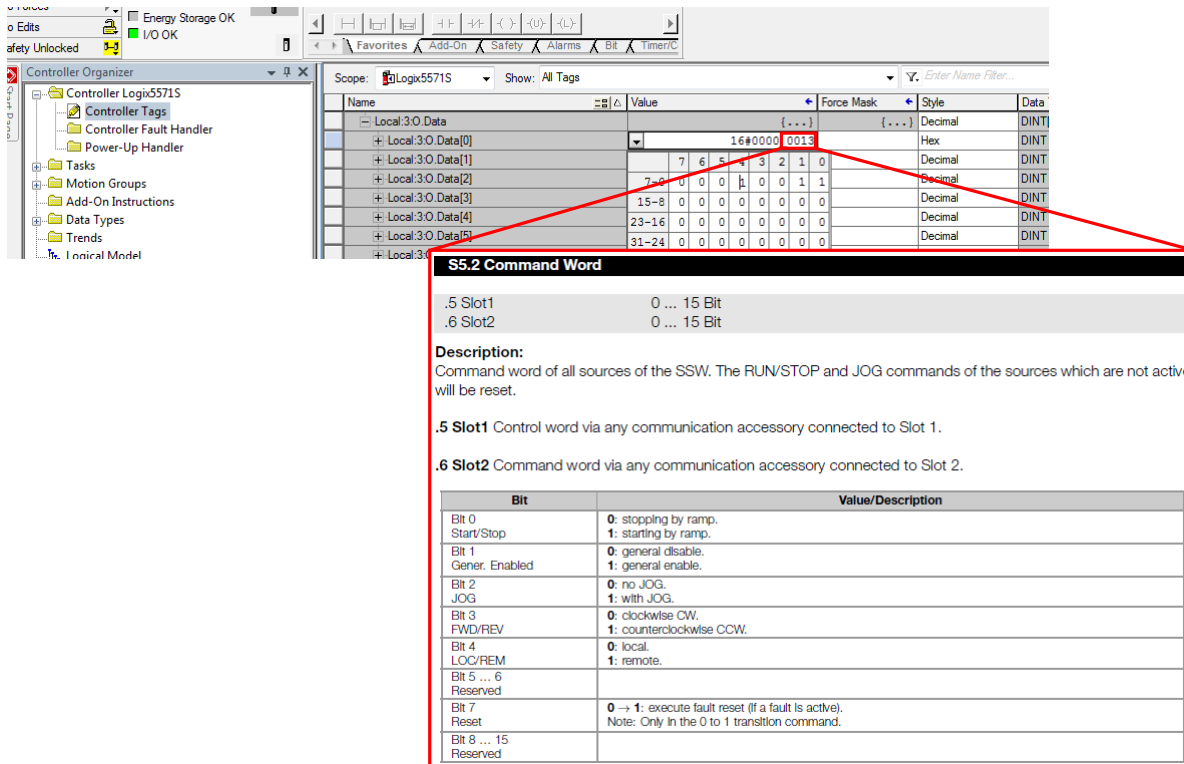 o Edits
Energy Storage OK
I/O OK
afety Unlocked
Favorites Add-On Safety Alarms Bit Timer/C
Controller Organizer
Controller Logix5571S
Controller Tags
Controller Fault Handler
Power-Up Handler
Tasks
Motion Groups
Add-On Instructions
Data Types
Trends
Logical Model
Scope: Logix5571S Show: All Tags Enter Name Filter...
Name Value Force Mask Style Data
Local:3:O.Data {...} {...} Decimal DINT[
Local:3:O.Data[0] 16#0000 0013 Hex DINT
Local:3:O.Data[1] 7 6 5 4 3 2 1 0 Decimal DINT
Local:3:O.Data[2] 7-0 0 0 0 1 0 0 1 1 Decimal DINT
Local:3:O.Data[3] 15-8 0 0 0 0 0 0 0 0 Decimal DINT
Local:3:O.Data[4] 23-16 0 0 0 0 0 0 0 0 Decimal DINT
Local:3:O.Data[5] 31-24 0 0 0 0 0 0 0 0 Decimal DINT
S5.2 Command Word
.5 Slot1 0 ... 15 Bit
.6 Slot2 0 ... 15 Bit
Description:
Command word of all sources of the SSW. The RUN/STOP and JOG commands of the sources which are not active
will be reset.
.5 Slot1 Control word via any communication accessory connected to Slot 1.
.6 Slot2 Command word via any communication accessory connected to Slot 2.
Bit Value/Description
Bit 0 0: stopping by ramp.
Start/Stop 1: starting by ramp.
Bit 1 0: general disable.
Gener. Enabled 1: general enable.
Bit 2 0: no JOG.
JOG 1: with JOG.
Bit 3 0: clockwise CW.
FWD/REV 1: counterclockwise CCW.
Bit 4 0: local.
LOC/REM 1: remote.
Bit 5 ... 6
Reserved
Bit 7 0 → 1: execute fault reset (if a fault is active).
Reset Note: Only in the 0 to 1 transition command.
Bit 8 ... 15
Reserved